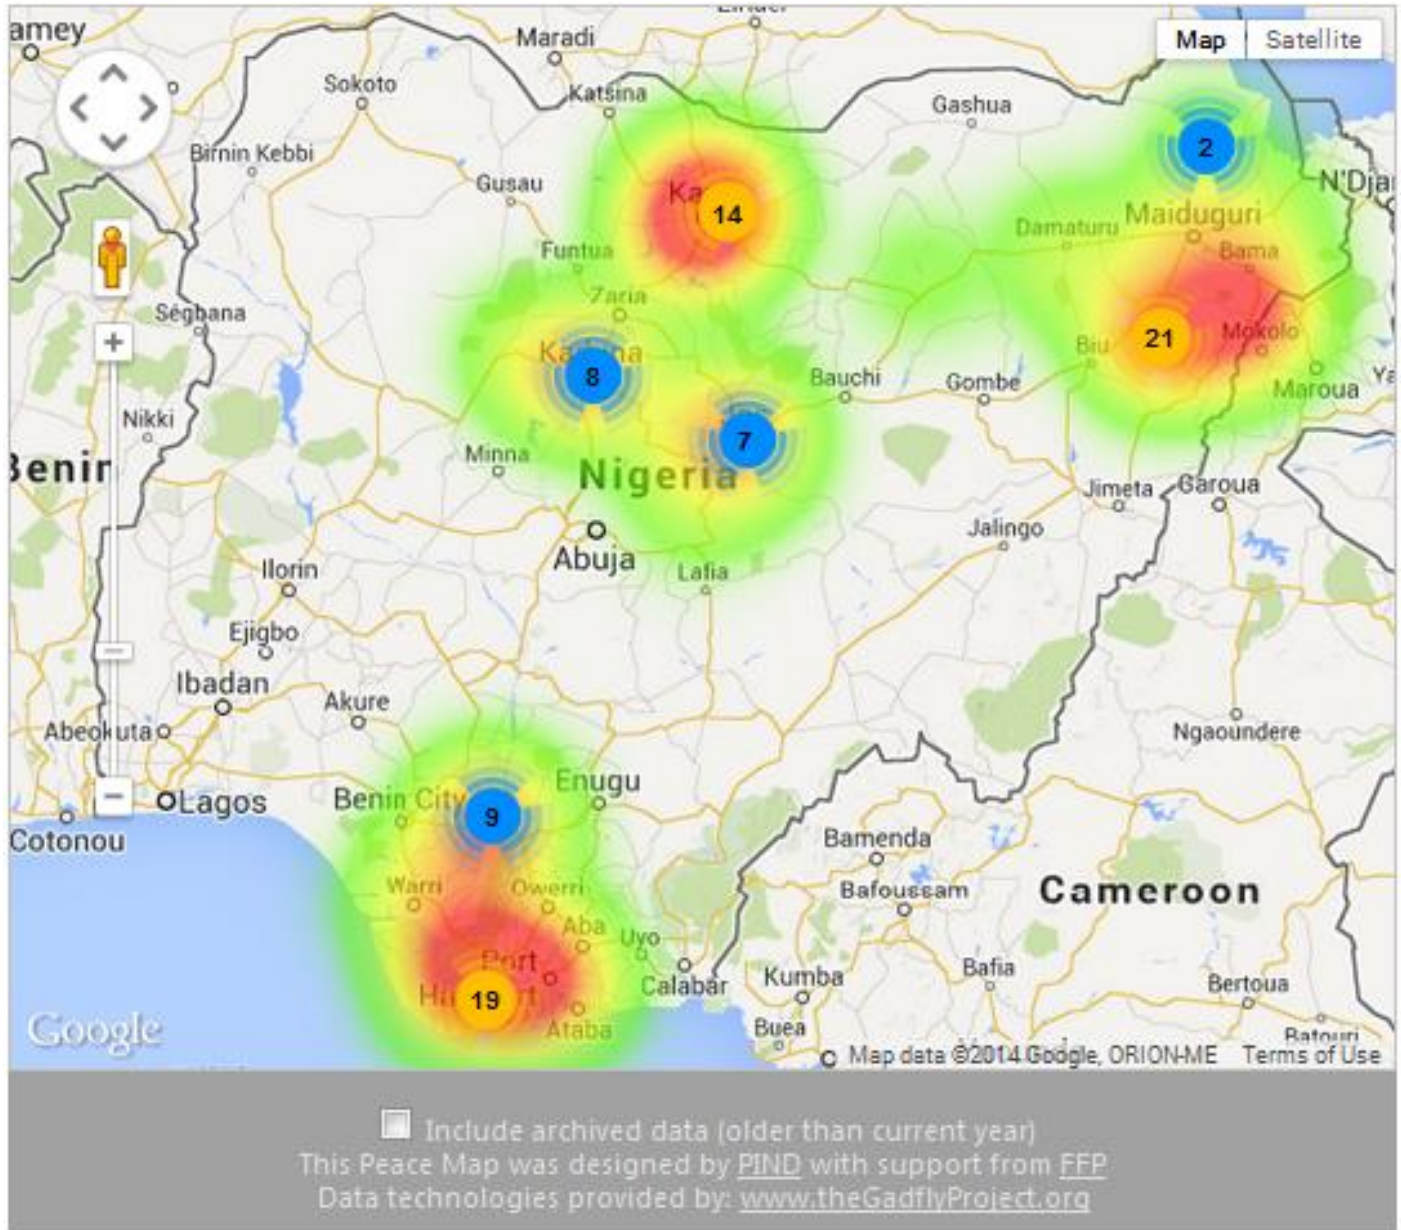 amey
Maradi
Map
Satellite
Sokoto
Katsina
Gashua
Birnin Kebbi
2
N'Dja
Gusau
Ka
14
Damaturu
Maiduguri
Funtua
Bama
Zaria
Segbana
21
Mokolo
Biu
8
Bauchi
Gombe
Maroua
Ya
Nikki
7
Minna
Benin
Nigeria
Jimeta
Garoua
Jalingo
Abuja
Lafia
Ilorin
Ejigbo
Ibadan
Akure
Abeokuta
Ngaoundere
Enugu
Lagos
Benin City
9
Cotonou
Bamenda
Warri
Owerri
Bafoussam
Cameroon
Aba
Uyo
Port
Calabar
Kumba
Bafia
Bertoua
19
Ataba
Buea
Google
Batouri
Map data ©2014 Google, ORION-ME
Terms of Use
Include archived data (older than current year)
This Peace Map was designed by PIND with support from FFP
Data technologies provided by: www.theGadflyProject.org